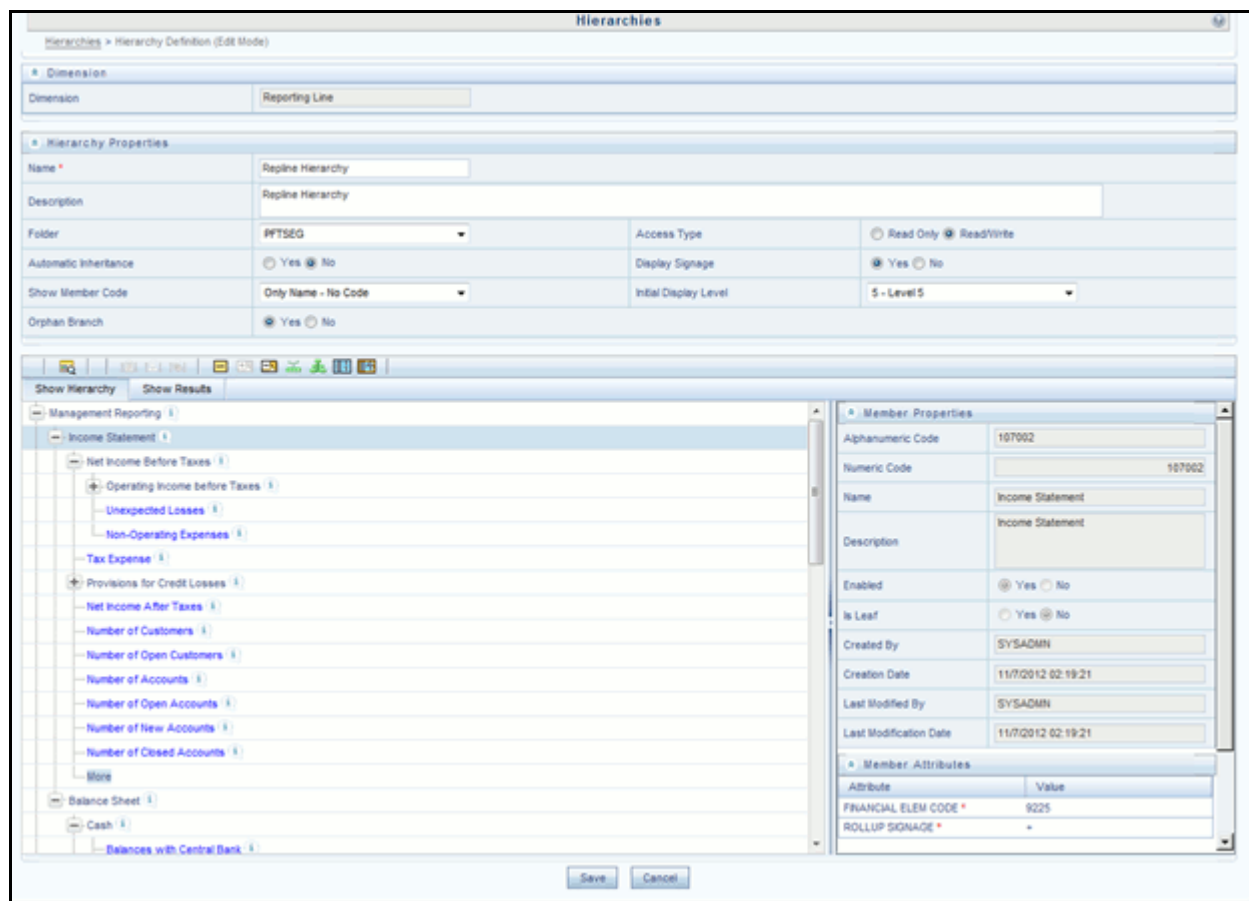 Hierarchies
Hierarchies > Hierarchy Definition (Edit Mode)
Dimension
Dimension Reporting Line
Hierarchy Properties
Name * Repline Hierarchy
Description Repline Hierarchy
Folder PFTSEG Access Type Read Only Read/Write
Automatic Inheritance Yes No Display Signage Yes No
Show Member Code Only Name - No Code Initial Display Level 5 - Level 5
Orphan Branch Yes No
Show Hierarchy Show Results
Management Reporting
Income Statement
Net Income Before Taxes
Operating Income before Taxes
Unexpected Losses
Non-Operating Expenses
Tax Expense
Provisions for Credit Losses
Net Income After Taxes
Number of Customers
Number of Open Customers
Number of Accounts
Number of Open Accounts
Number of New Accounts
Number of Closed Accounts
More
Balance Sheet
Cash
Balances with Central Bank
Member Properties
Alphanumeric Code 107002
Numeric Code 107002
Name Income Statement
Description Income Statement
Enabled Yes No
Is Leaf Yes No
Created By SYSADMN
Creation Date 11/7/2012 02:19:21
Last Modified By SYSADMN
Last Modification Date 11/7/2012 02:19:21
Member Attributes
Attribute Value
FINANCIAL ELEM CODE * 9225
ROLLUP SIGNAGE *
Save Cancel